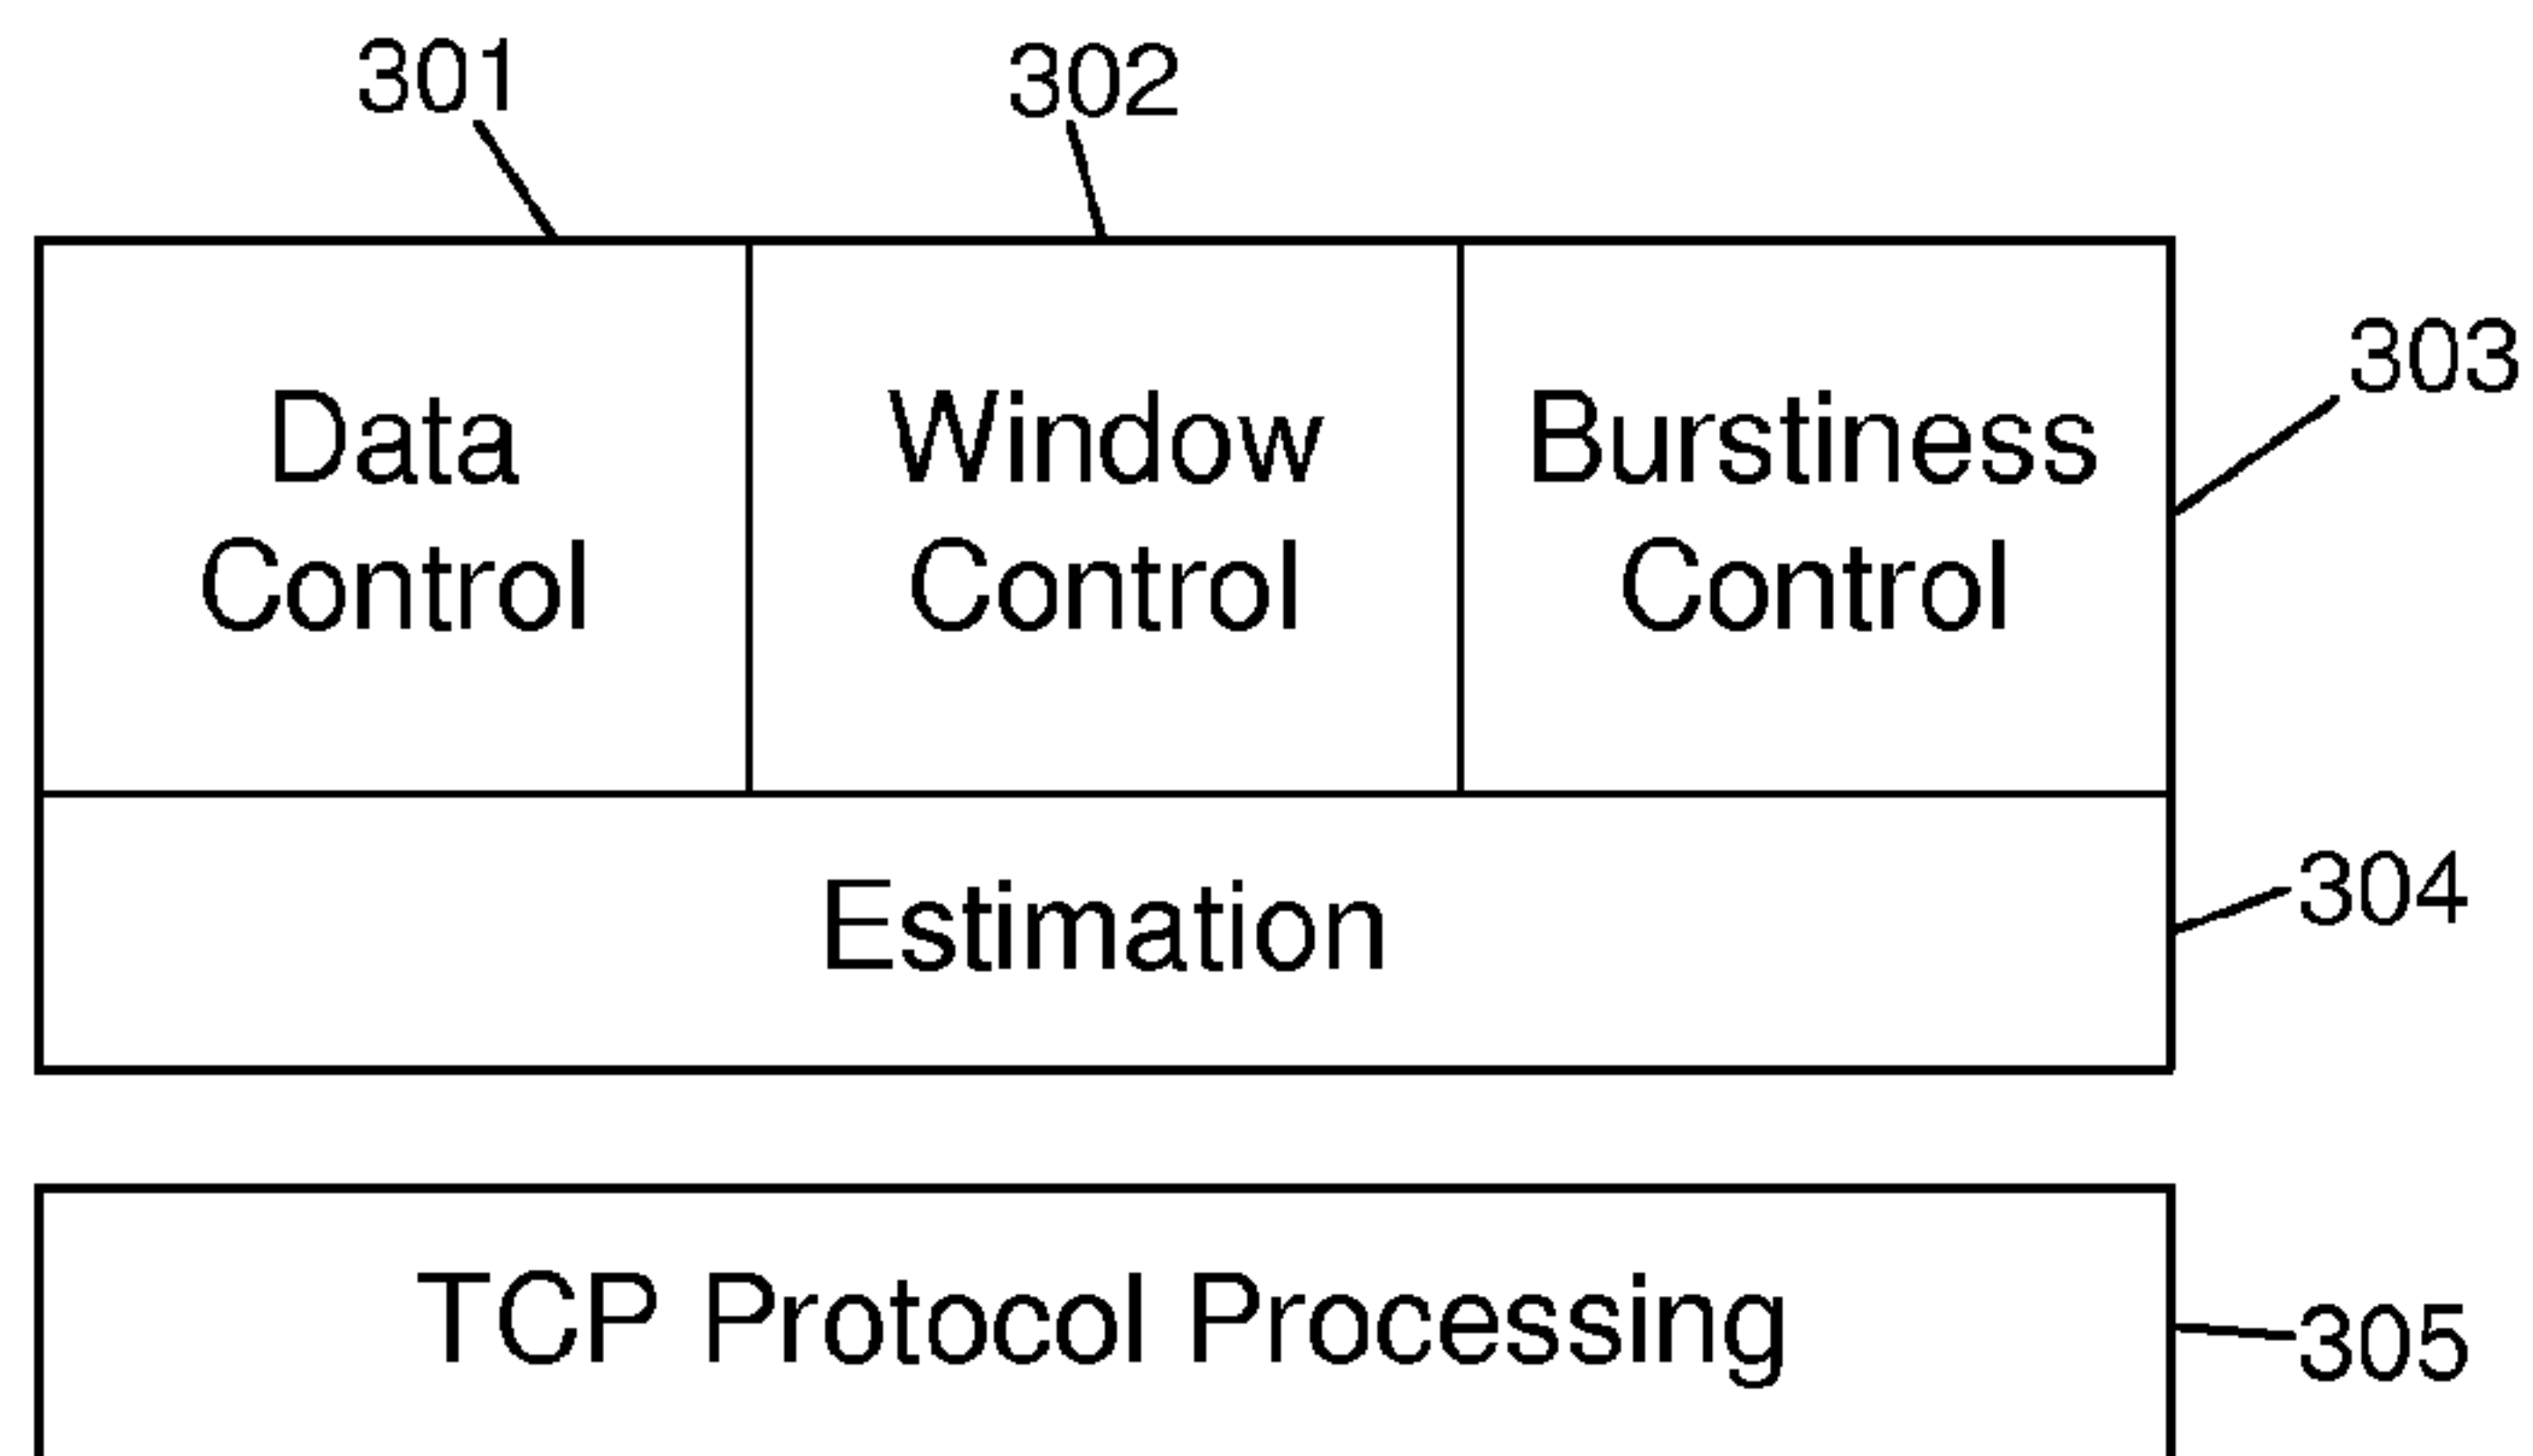 301
302
303
Data
Control
Window
Control
Burstiness
Control
Estimation
304
TCP Protocol Processing
305